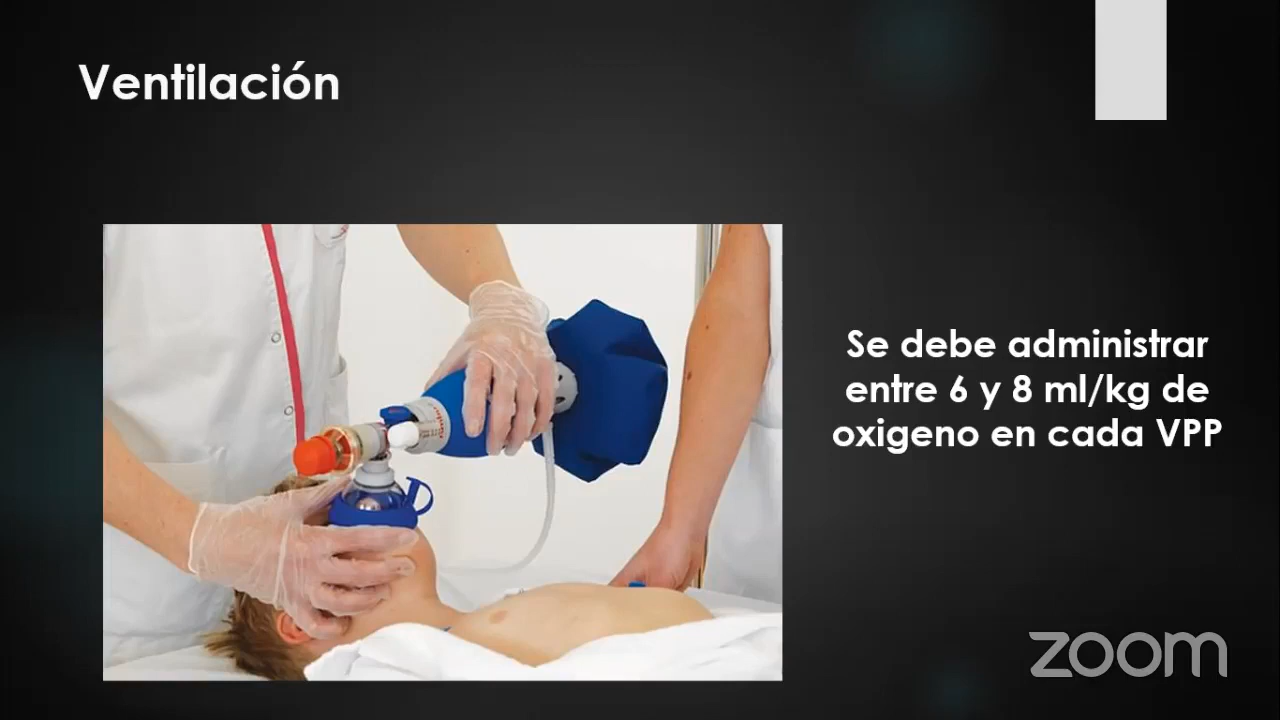 Ventilación
Se debe administrar
entre 6 y 8 ml/kg de
oxigeno en cada VPP
zoom